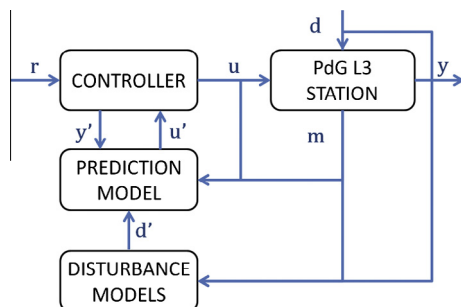 d
r
CONTROLLER
u
PdG L3
STATION
y
y'
u'
m
PREDICTION
MODEL
d'
DISTURBANCE
MODELS